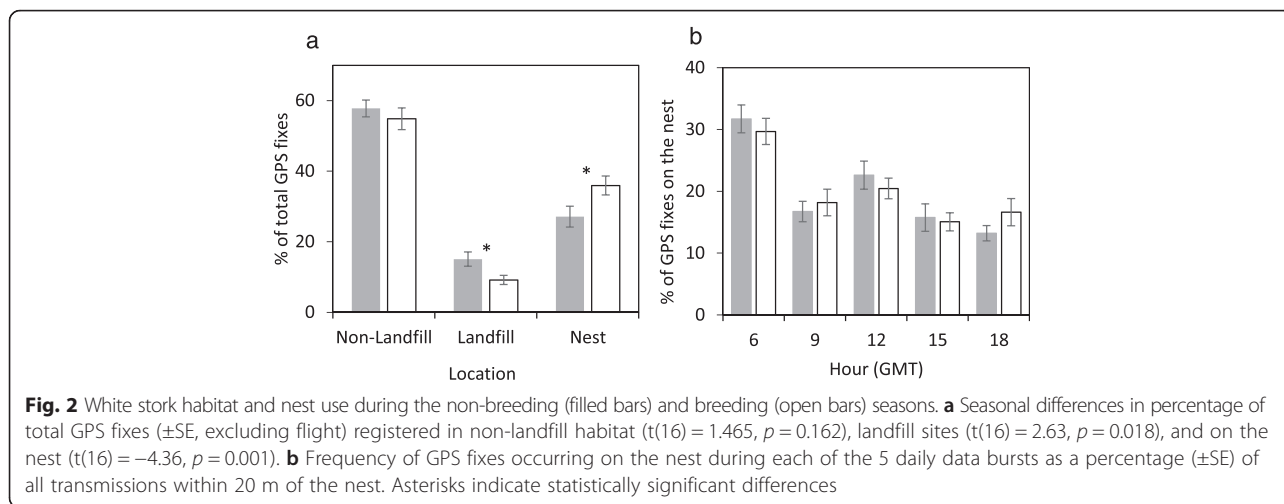 a
% of total GPS fixes
60
40
20
0
*
*
Non-Landfill Landfill Nest
Location
b
% of GPS fixes on the nest
40
30
20
10
0
6 9 12 15 18
Hour (GMT)
Fig. 2 White stork habitat and nest use during the non-breeding (filled bars) and breeding (open bars) seasons. a Seasonal differences in percentage of
total GPS fixes (±SE, excluding flight) registered in non-landfill habitat (t(16) = 1.465, p = 0.162), landfill sites (t(16) = 2.63, p = 0.018), and on the
nest (t(16) = −4.36, p = 0.001). b Frequency of GPS fixes occurring on the nest during each of the 5 daily data bursts as a percentage (±SE) of
all transmissions within 20 m of the nest. Asterisks indicate statistically significant differences